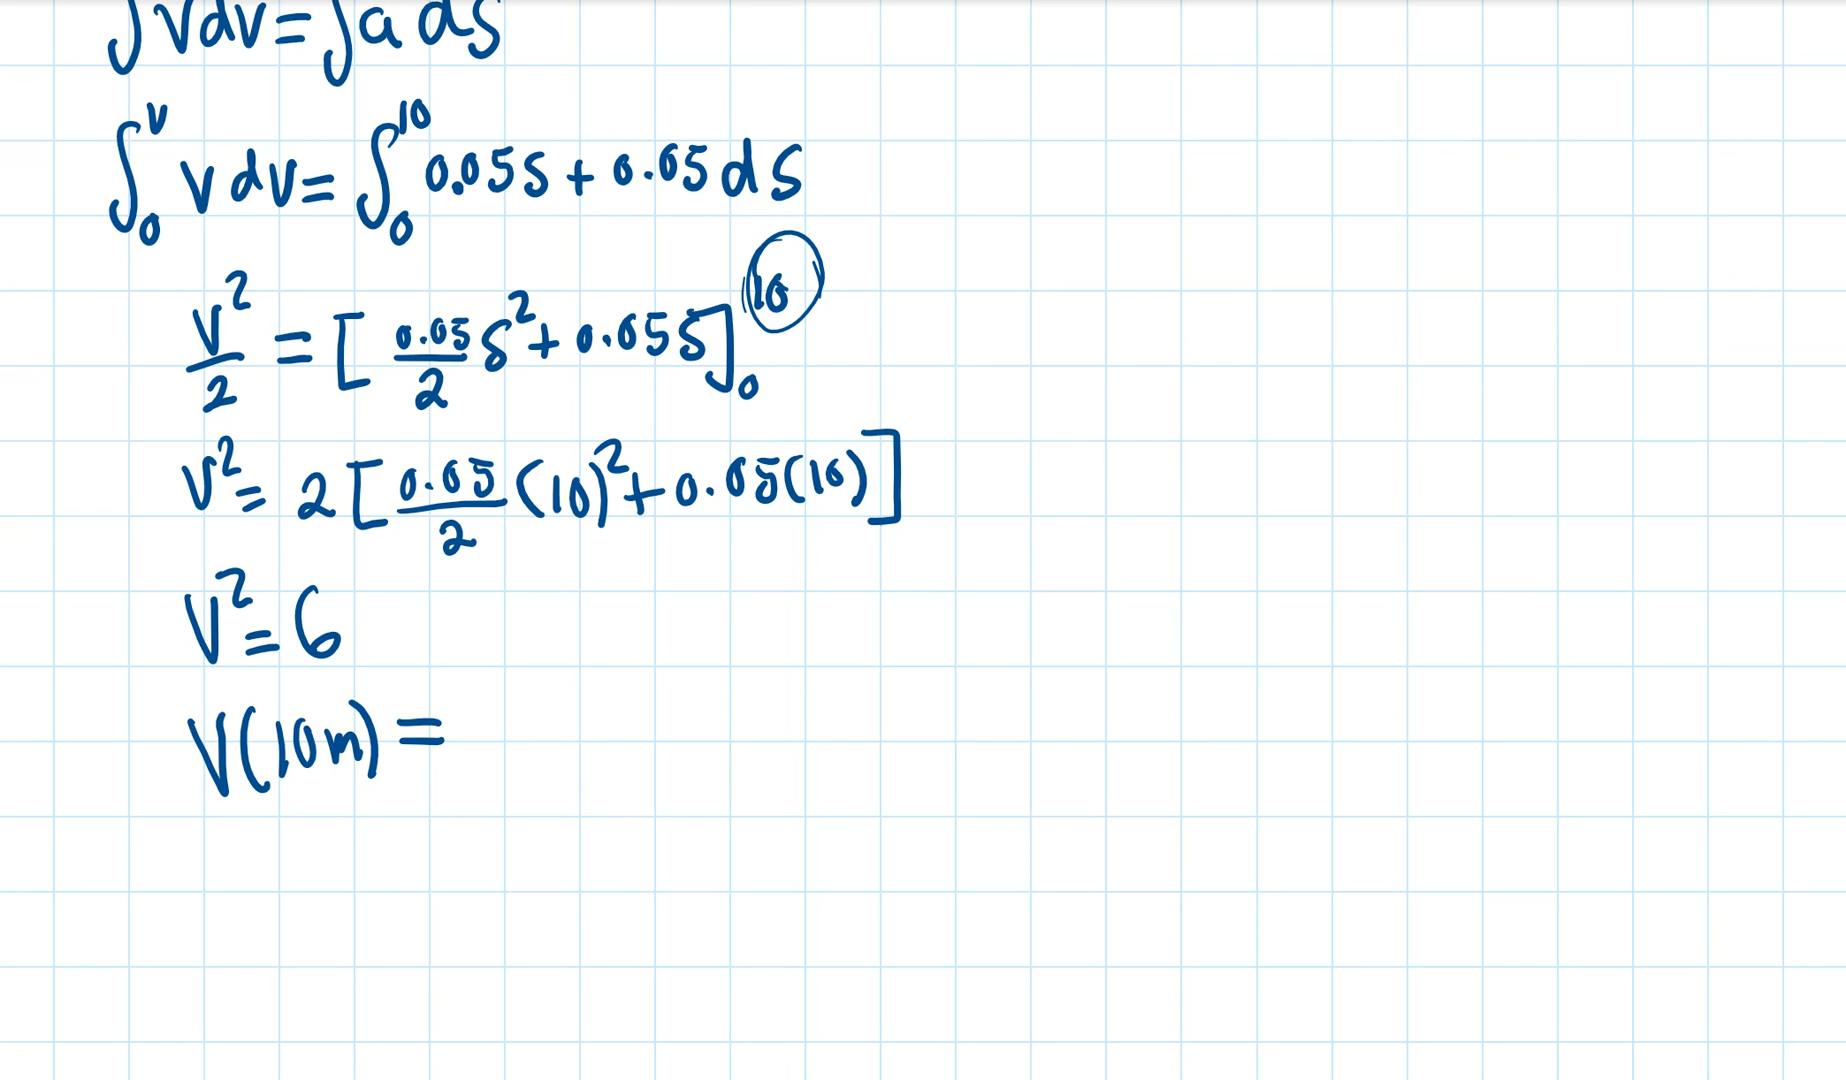 ∫vdv=∫a ds
∫₀ᵛ v dv = ∫₀¹⁰ 0.05s + 0.05 ds
v²/2 = [0.05/2 s² + 0.05s]₀¹⁰
v² = 2[0.05/2 (10)² + 0.05(10)]
v² = 6
v(10m) =